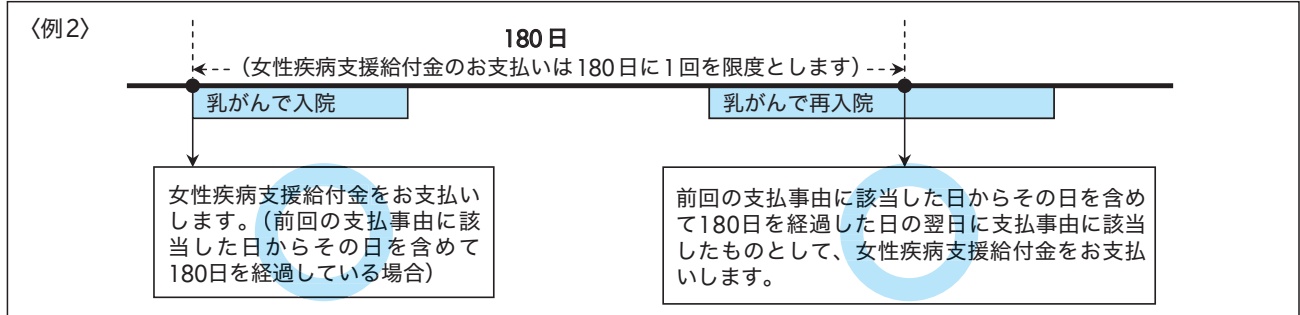 〈例2〉
180日
(女性疾病支援給付金のお支払いは180日に1回を限度とします)
乳がんで入院
乳がんで再入院
女性疾病支援給付金をお支払い
します。(前回の支払事由に該
当した日からその日を含めて
180日を経過している場合)
前回の支払事由に該当した日からその日を含め
て180日を経過した日の翌日に支払事由に該当
したものとして、女性疾病支援給付金をお支払
いします。